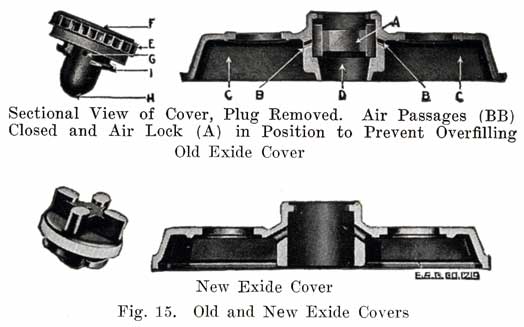 F
E
G
I
H
A
C B D B C
Sectional View of Cover, Plug Removed. Air Passages (BB)
Closed and Air Lock (A) in Position to Prevent Overfilling
Old Exide Cover
E.S.B.CO.1219
New Exide Cover
Fig. 15. Old and New Exide Covers